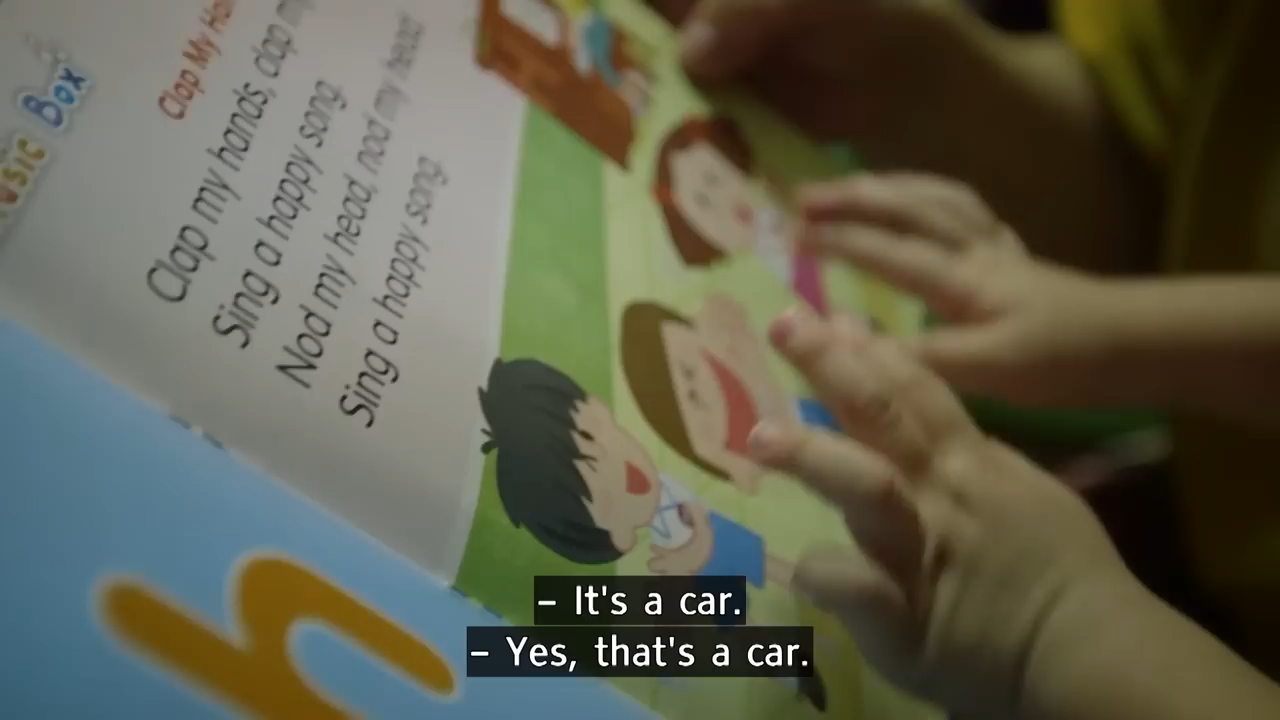 Box
Clap My
Clap my hands, clap
Sing a happy song.
Nod my head, nod my head
Sing a happy song.
h
– It's a car.
– Yes, that's a car.